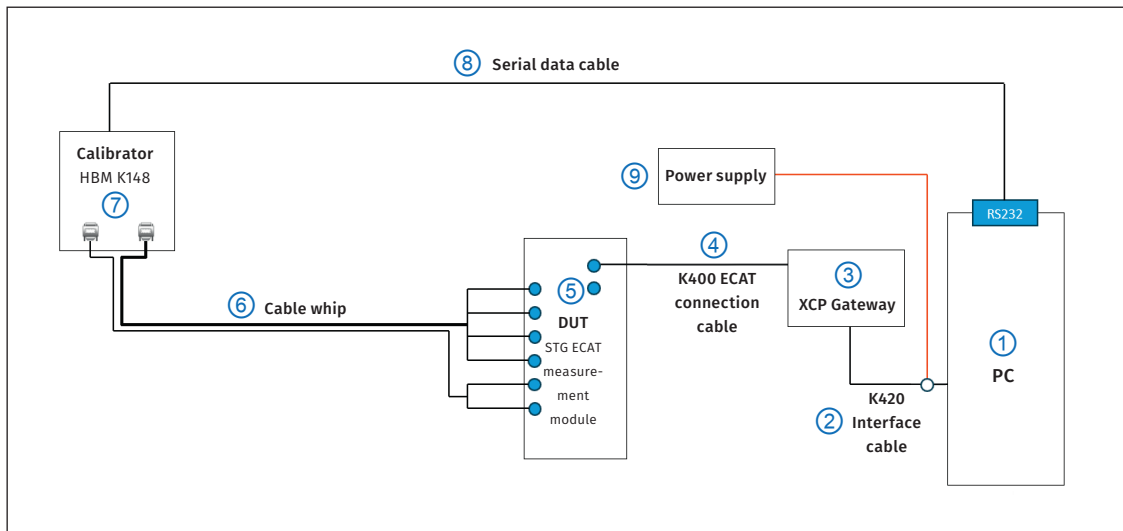 8 Serial data cable
Calibrator
HBM K148
7
9 Power supply
RS232
4
K400 ECAT
connection
cable
3
XCP Gateway
6 Cable whip
5
DUT
STG ECAT
measure-
ment
module
1
PC
K420
2 Interface
cable